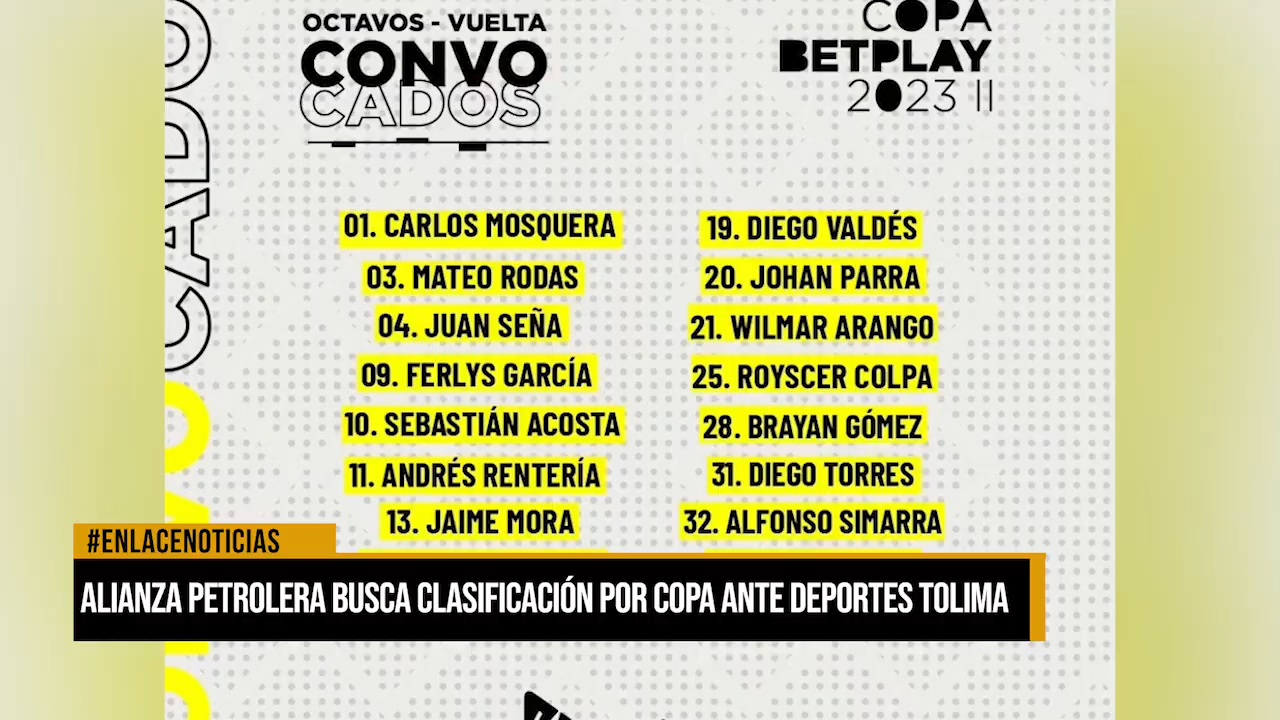 OCTAVOS - VUELTA
CONVO
CADOS
COPA
BETPLAY
2023 II
01. CARLOS MOSQUERA
03. MATEO RODAS
04. JUAN SEÑA
09. FERLYS GARCÍA
10. SEBASTIÁN ACOSTA
11. ANDRÉS RENTERÍA
13. JAIME MORA
19. DIEGO VALDÉS
20. JOHAN PARRA
21. WILMAR ARANGO
25. ROYSCER COLPA
28. BRAYAN GÓMEZ
31. DIEGO TORRES
32. ALFONSO SIMARRA
#ENLACENOTICIAS
ALIANZA PETROLERA BUSCA CLASIFICACIÓN POR COPA ANTE DEPORTES TOLIMA